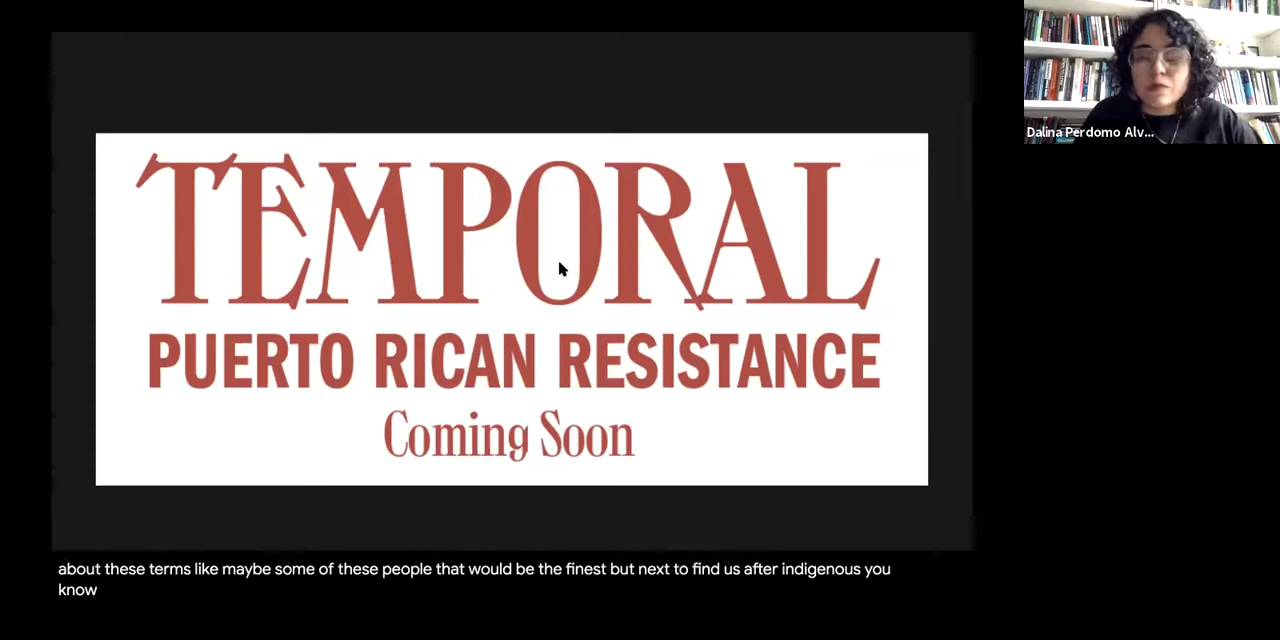 TEMPORAL
PUERTO RICAN RESISTANCE
Coming Soon
Dalina Perdomo Alv...
about these terms like maybe some of these people that would be the finest but next to find us after indigenous you
know